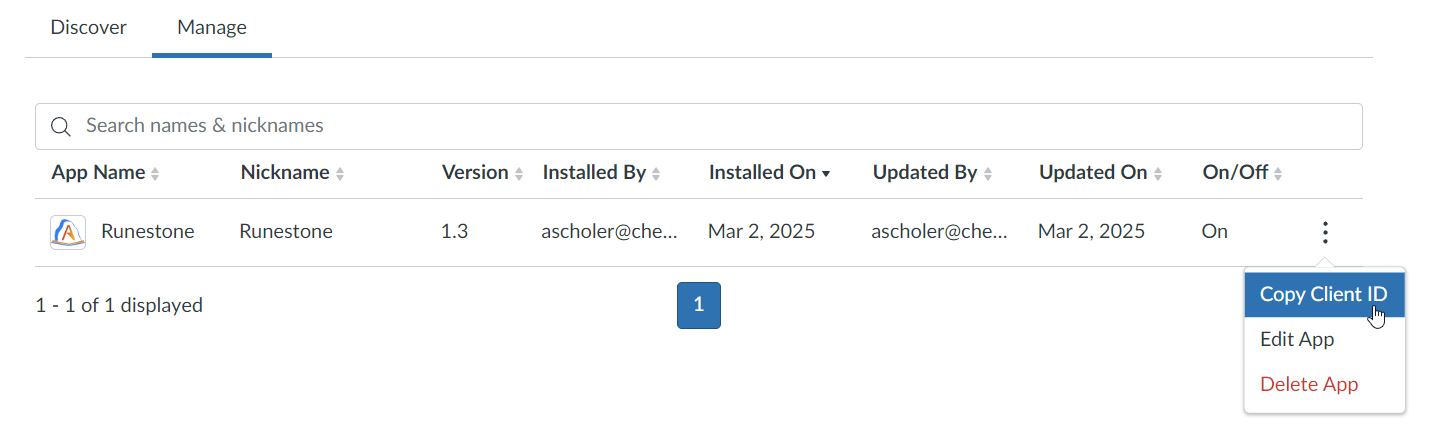 Discover Manage
Search names & nicknames
App Name Nickname Version Installed By Installed On Updated By Updated On On/Off
Runestone Runestone 1.3 ascholer@che... Mar 2, 2025 ascholer@che... Mar 2, 2025 On
1 - 1 of 1 displayed 1
Copy Client ID
Edit App
Delete App